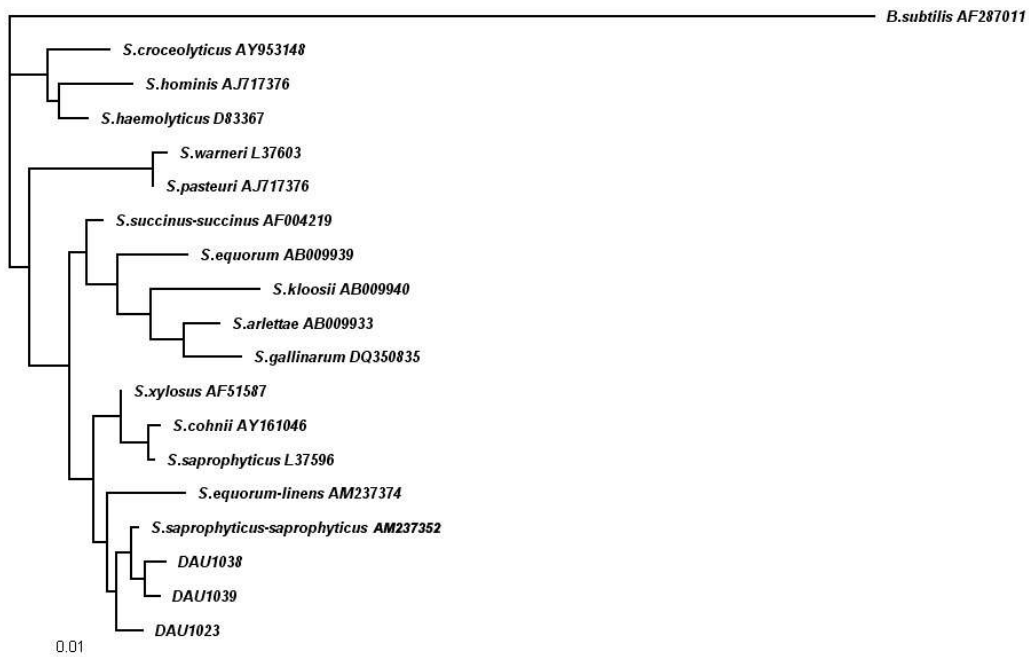 B.subtilis AF287011
S.croceolyticus AY953148
S.hominis AJ717376
S.haemolyticus D83367
S.warneri L37603
S.pasteuri AJ717376
S.succinus-succinus AF004219
S.equorum AB009939
S.kloosii AB009940
S.arlettae AB009933
S.gallinarum DQ350835
S.xylosus AF51587
S.cohnii AY161046
S.saprophyticus L37596
S.equorum-linens AM237374
S.saprophyticus-saprophyticus AM237352
DAU1038
DAU1039
DAU1023
0.01